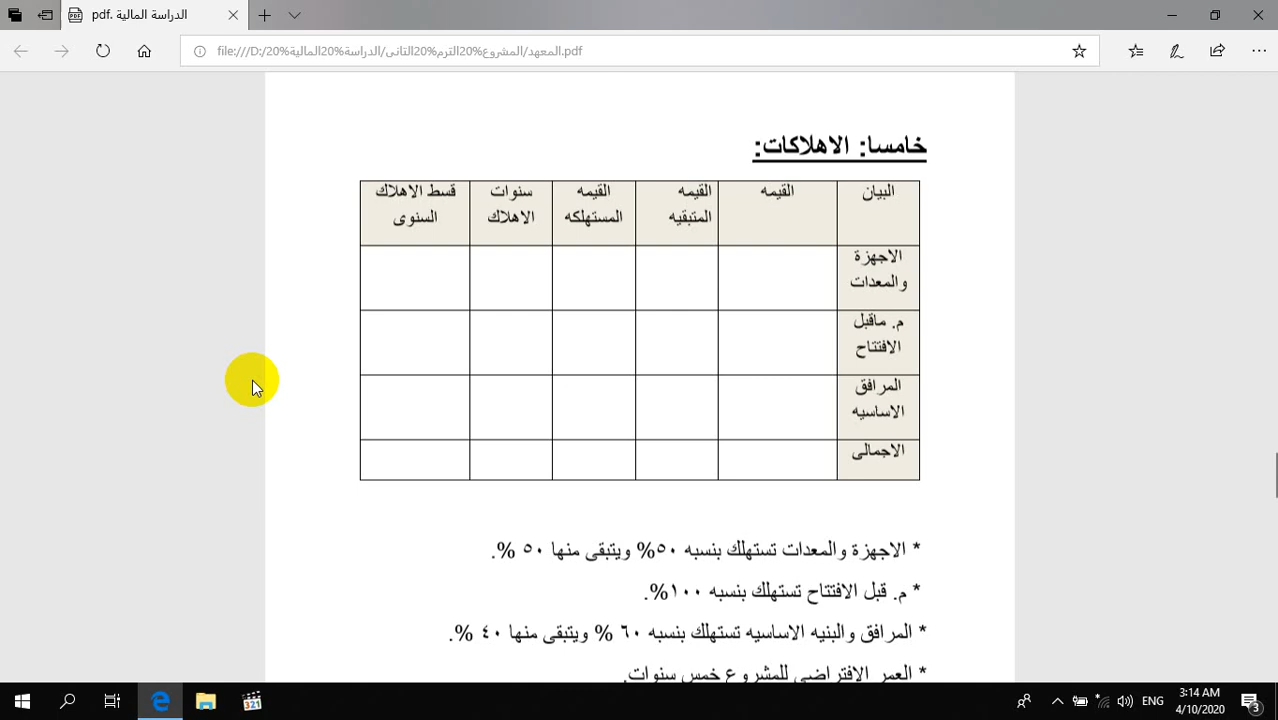 الدراسة المالية .pdf
file:///D:/المعهد/المشروع%20الترم%20الثانى/الدراسة%20المالية.pdf
خامسا: الاهلاكات:
البيان
القيمه
القيمه
المتبقيه
القيمه
المستهلكه
سنوات
الاهلاك
قسط الاهلاك
السنوى
الاجهزة
والمعدات
م. ماقبل
الافتتاح
المرافق
الاساسيه
الاجمالى
* الاجهزة والمعدات تستهلك بنسبه ٥٠% ويتبقى منها ٥٠ %.
* م. قبل الافتتاح تستهلك بنسبه ١٠٠%.
* المرافق والبنيه الاساسيه تستهلك بنسبه ٦٠ % ويتبقى منها ٤٠ %.
* العمر الافتراضى للمشروع خمس سنوات.
321
ENG
3:14 AM
4/10/2020
3